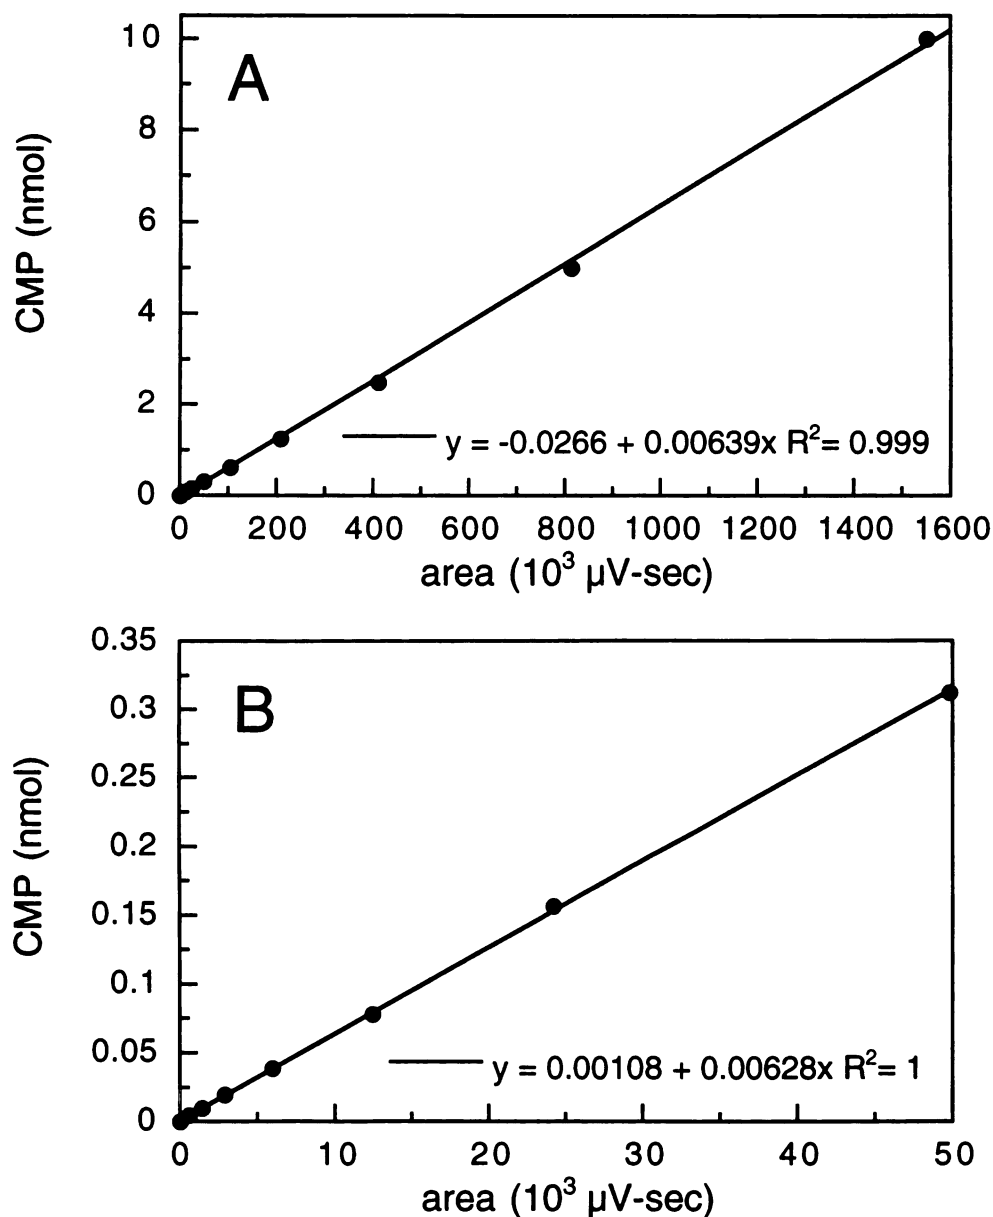 A
CMP (nmol)
10
8
6
4
2
0
y = -0.0266 + 0.00639x R²= 0.999
0 200 400 600 800 1000 1200 1400 1600
area (10³ µV-sec)
B
CMP (nmol)
0.35
0.3
0.25
0.2
0.15
0.1
0.05
0
y = 0.00108 + 0.00628x R²= 1
0 10 20 30 40 50
area (10³ µV-sec)